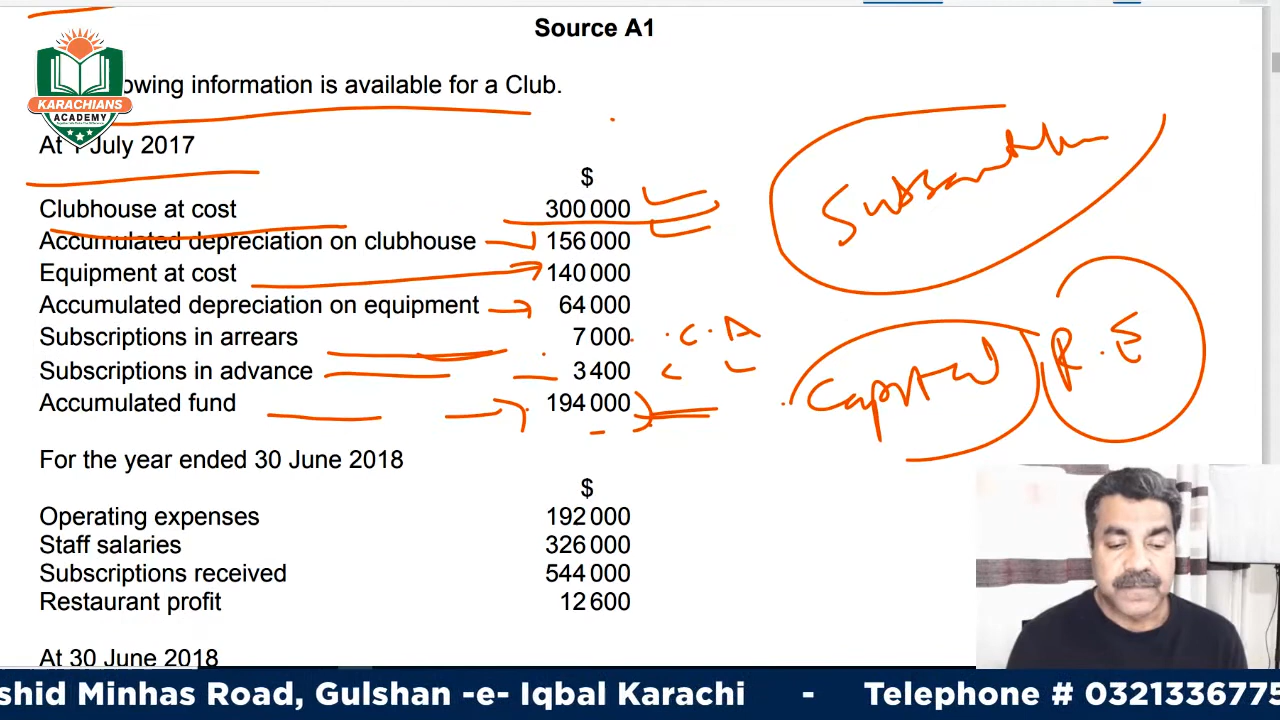 Source A1
KARACHIANS
ACADEMY
owing information is available for a Club.
At 1 July 2017
$
Clubhouse at cost 300 000
Accumulated depreciation on clubhouse 156 000
Equipment at cost 140 000
Accumulated depreciation on equipment 64 000
Subscriptions in arrears 7 000 C.A
Subscriptions in advance 3 400 C L
Accumulated fund 194 000
Capital R.E
For the year ended 30 June 2018
$
Operating expenses 192 000
Staff salaries 326 000
Subscriptions received 544 000
Restaurant profit 12 600
At 30 June 2018
shid Minhas Road, Gulshan -e- Iqbal Karachi - Telephone # 0321336775